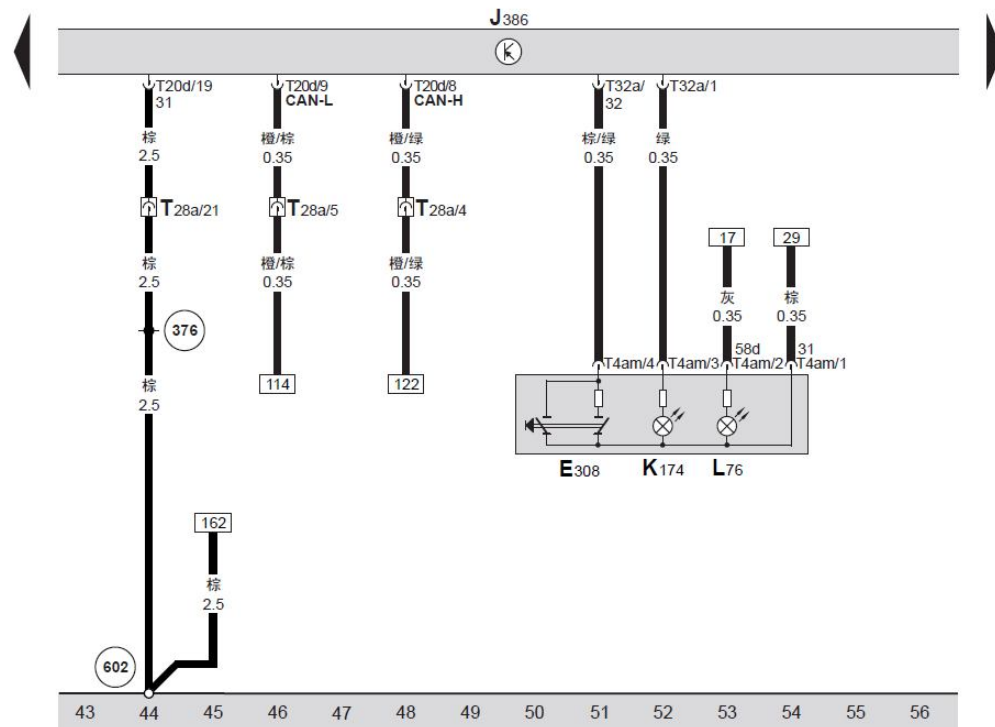 J386
T20d/19
31
T20d/9
CAN-L
T20d/8
CAN-H
T32a/
32
T32a/1
棕
2.5
橙/棕
0.35
橙/绿
0.35
棕/绿
0.35
绿
0.35
T28a/21
T28a/5
T28a/4
17
29
棕
2.5
橙/棕
0.35
橙/绿
0.35
灰
0.35
棕
0.35
376
58d
31
T4am/4
T4am/3
T4am/2
T4am/1
棕
2.5
114
122
E308
K174
L76
162
棕
2.5
602
43 44 45 46 47 48 49 50 51 52 53 54 55 56